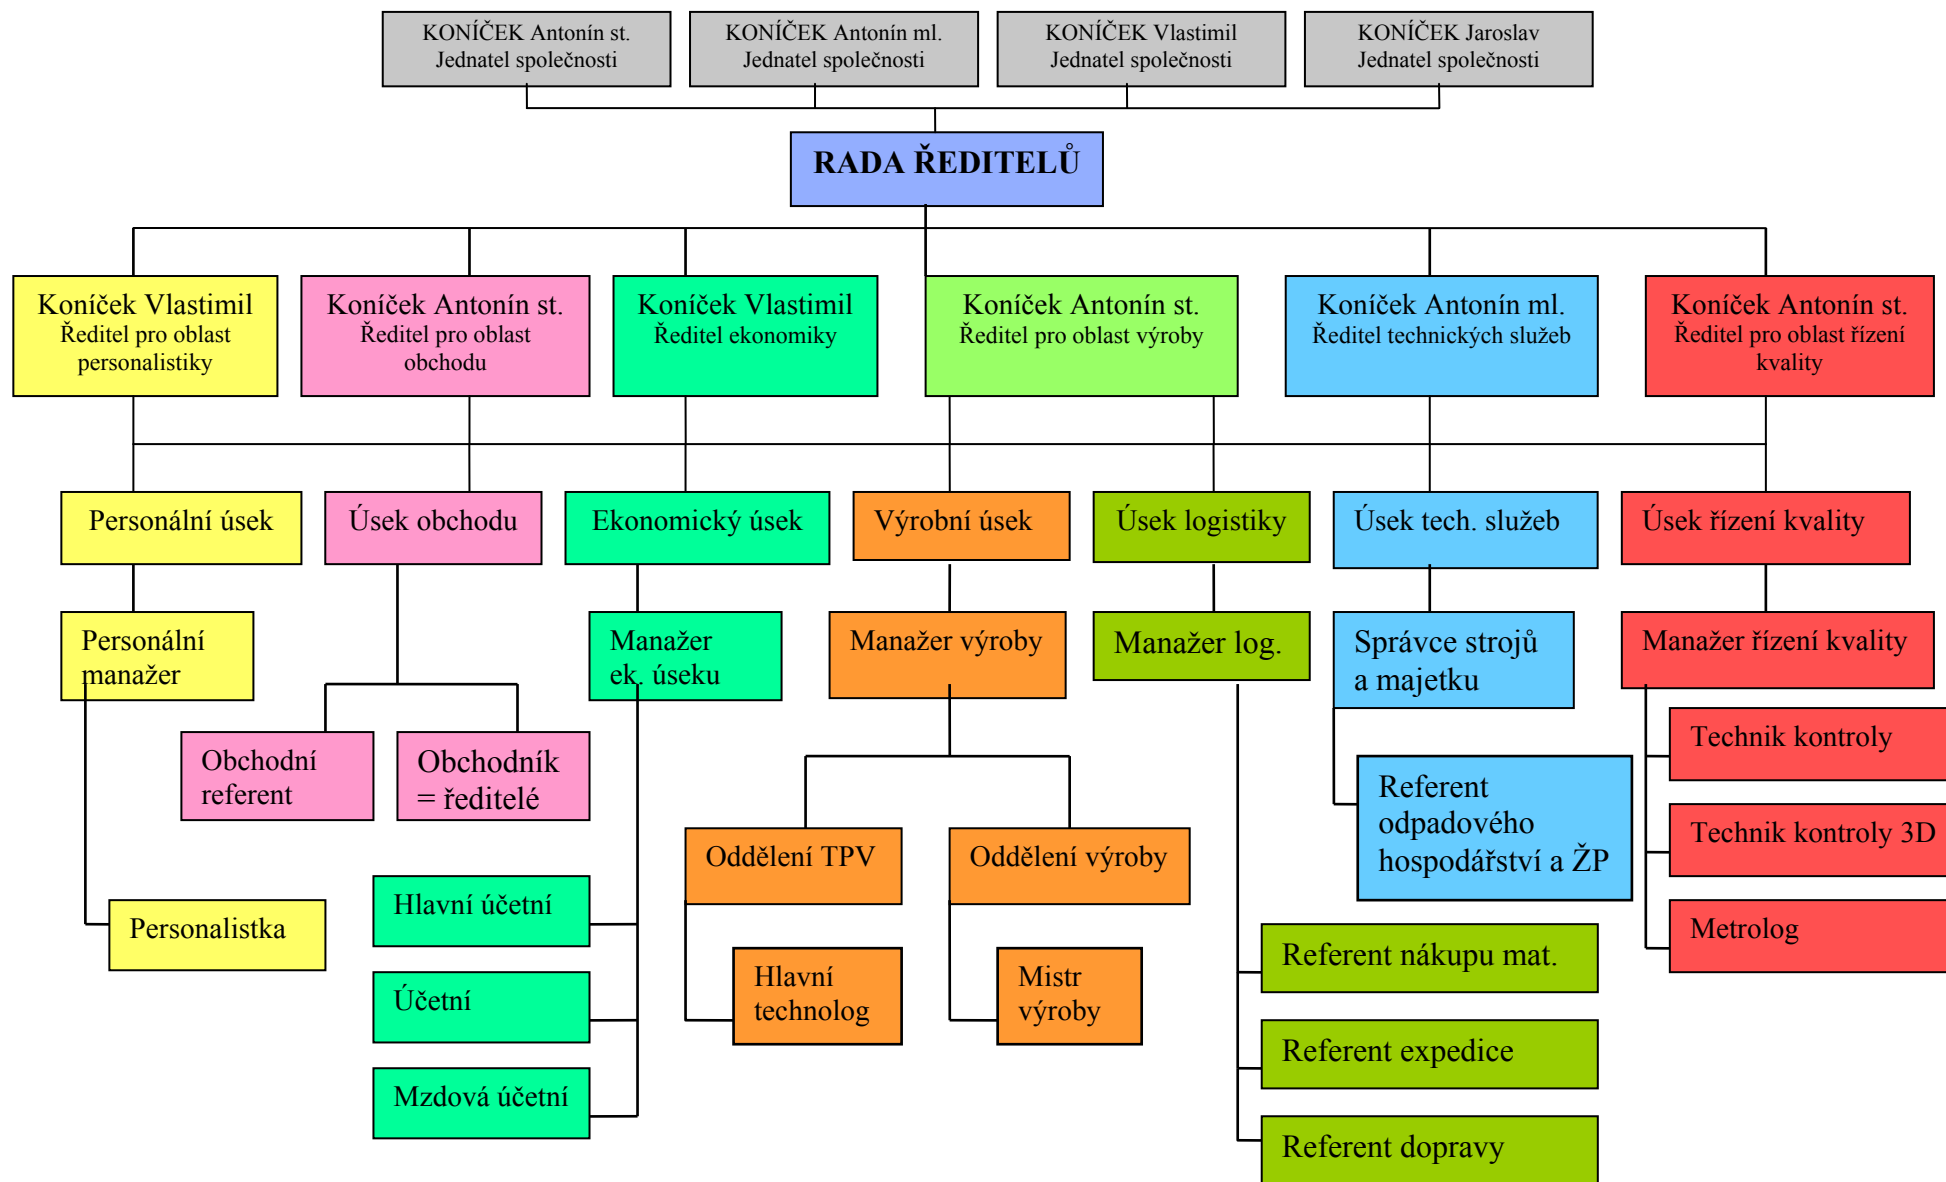 KONÍČEK Antonín st.
Jednatel společnosti
KONÍČEK Antonín ml.
Jednatel společnosti
KONÍČEK Vlastimil
Jednatel společnosti
KONÍČEK Jaroslav
Jednatel společnosti
RADA ŘEDITELŮ
Koníček Vlastimil
Ředitel pro oblast
personalistiky
Koníček Antonín st.
Ředitel pro oblast
obchodu
Koníček Vlastimil
Ředitel ekonomiky
Koníček Antonín st.
Ředitel pro oblast výroby
Koníček Antonín ml.
Ředitel technických služeb
Koníček Antonín st.
Ředitel pro oblast řízení
kvality
Personální úsek
Úsek obchodu
Ekonomický úsek
Výrobní úsek
Úsek logistiky
Úsek tech. služeb
Úsek řízení kvality
Personální
manažer
Manažer
ek. úseku
Manažer výroby
Manažer log.
Správce strojů
a majetku
Manažer řízení kvality
Obchodní
referent
Obchodník
= ředitelé
Technik kontroly
Referent
odpadového
hospodářství a ŽP
Technik kontroly 3D
Oddělení TPV
Oddělení výroby
Hlavní účetní
Personalistka
Metrolog
Referent nákupu mat.
Hlavní
technolog
Mistr
výroby
Účetní
Referent expedice
Mzdová účetní
Referent dopravy